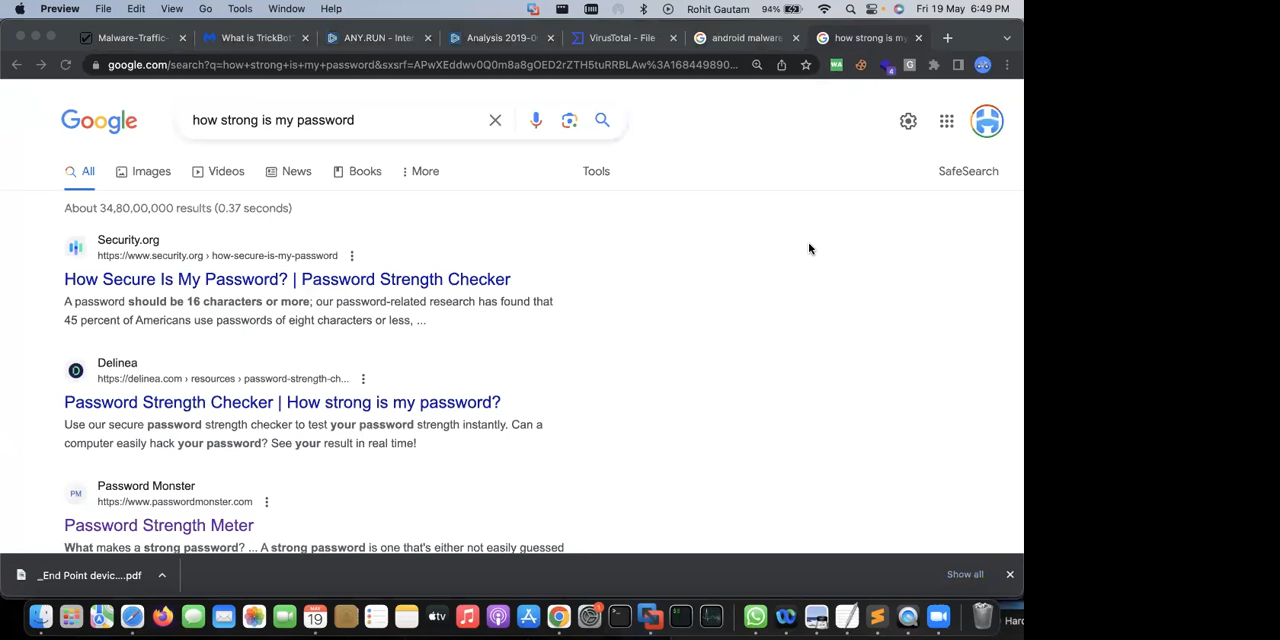 Preview File Edit View Go Tools Window Help Rohit Gautam 94% Fri 19 May 6:49 PM
Malware-Traffic- What is TrickBot ANY.RUN - Inter Analysis 2019-0 VirusTotal - File android malware how strong is my
google.com/search?q=how+strong+is+my+password&sxsrf=APwXEddwv0Q0m8a8gOED2rZTH5tuRRBLAw%3A168449890...
Google how strong is my password
All Images Videos News Books More Tools SafeSearch
About 34,80,00,000 results (0.37 seconds)
Security.org
https://www.security.org › how-secure-is-my-password
How Secure Is My Password? | Password Strength Checker
A password should be 16 characters or more; our password-related research has found that
45 percent of Americans use passwords of eight characters or less, ...
Delinea
https://delinea.com › resources › password-strength-ch...
Password Strength Checker | How strong is my password?
Use our secure password strength checker to test your password strength instantly. Can a
computer easily hack your password? See your result in real time!
PM
Password Monster
https://www.passwordmonster.com
Password Strength Meter
What makes a strong password? ... A strong password is one that's either not easily guessed
_End Point devic....pdf Show all
MAY
19
tv
1
Hard